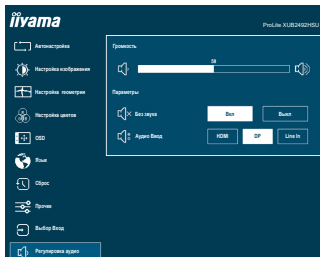 iiyama
ProLite XUB2492HSU
Автонастройка
Настройка изображения
Настройка геометрии
Настройка цветов
OSD
Язык
Сброс
Прочее
Выбор Вход
Регулировка аудио
Громкость
50
Параметры
Без звука
Вкл
Выкл
Аудио Вход
HDMI
DP
Line In